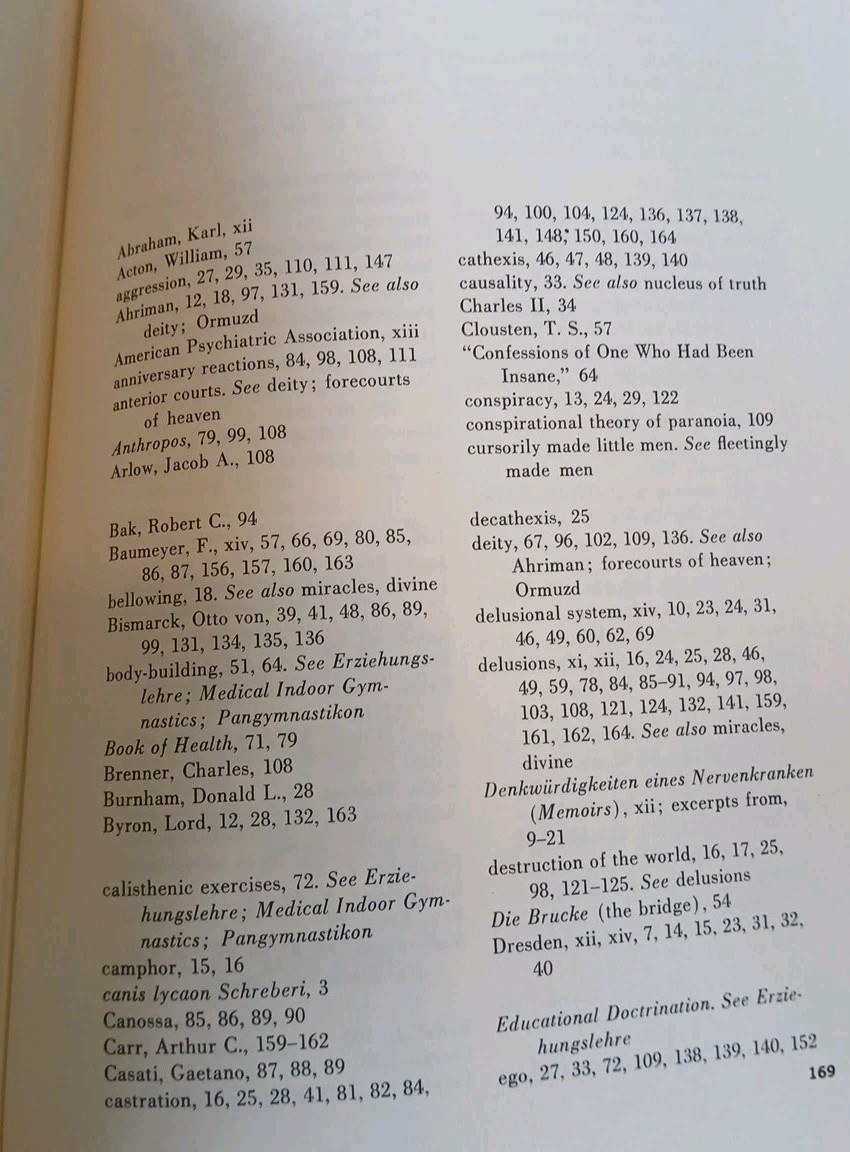 Abraham, Karl, xii
Acton, William, 57
aggression, 27, 29, 35, 110, 111, 147
Ahriman, 12, 18, 97, 131, 159. See also
deity; Ormuzd
American Psychiatric Association, xiii
anniversary reactions, 84, 98, 108, 111
anterior courts. See deity; forecourts
of heaven
Anthropos, 79, 99, 108
Arlow, Jacob A., 108
Bak, Robert C., 94
Baumeyer, F., xiv, 57, 66, 69, 80, 85,
86, 87, 156, 157, 160, 163
bellowing, 18. See also miracles, divine
Bismarck, Otto von, 39, 41, 48, 86, 89,
99, 131, 134, 135, 136
body-building, 51, 64. See Erziehungs-
lehre; Medical Indoor Gym-
nastics; Pangymnastikon
Book of Health, 71, 79
Brenner, Charles, 108
Burnham, Donald L., 28
Byron, Lord, 12, 28, 132, 163
calisthenic exercises, 72. See Erzie-
hungslehre; Medical Indoor Gym-
nastics; Pangymnastikon
camphor, 15, 16
canis lycaon Schreberi, 3
Canossa, 85, 86, 89, 90
Carr, Arthur C., 159–162
Casati, Gaetano, 87, 88, 89
castration, 16, 25, 28, 41, 81, 82, 84,
94, 100, 104, 124, 136, 137, 138,
141, 148, 150, 160, 164
cathexis, 46, 47, 48, 139, 140
causality, 33. See also nucleus of truth
Charles II, 34
Clousten, T. S., 57
“Confessions of One Who Had Been
Insane,” 64
conspiracy, 13, 24, 29, 122
conspirational theory of paranoia, 109
cursorily made little men. See fleetingly
made men
decathexis, 25
deity, 67, 96, 102, 109, 136. See also
Ahriman; forecourts of heaven;
Ormuzd
delusional system, xiv, 10, 23, 24, 31,
46, 49, 60, 62, 69
delusions, xi, xii, 16, 24, 25, 28, 46,
49, 59, 78, 84, 85–91, 94, 97, 98,
103, 108, 121, 124, 132, 141, 159,
161, 162, 164. See also miracles,
divine
Denkwürdigkeiten eines Nervenkranken
(Memoirs), xii; excerpts from,
9–21
destruction of the world, 16, 17, 25,
98, 121–125. See delusions
Die Brucke (the bridge), 54
Dresden, xii, xiv, 7, 14, 15, 23, 31, 32,
40
Educational Doctrination. See Erzie-
hungslehre
ego, 27, 33, 72, 109, 138, 139, 140, 152
169